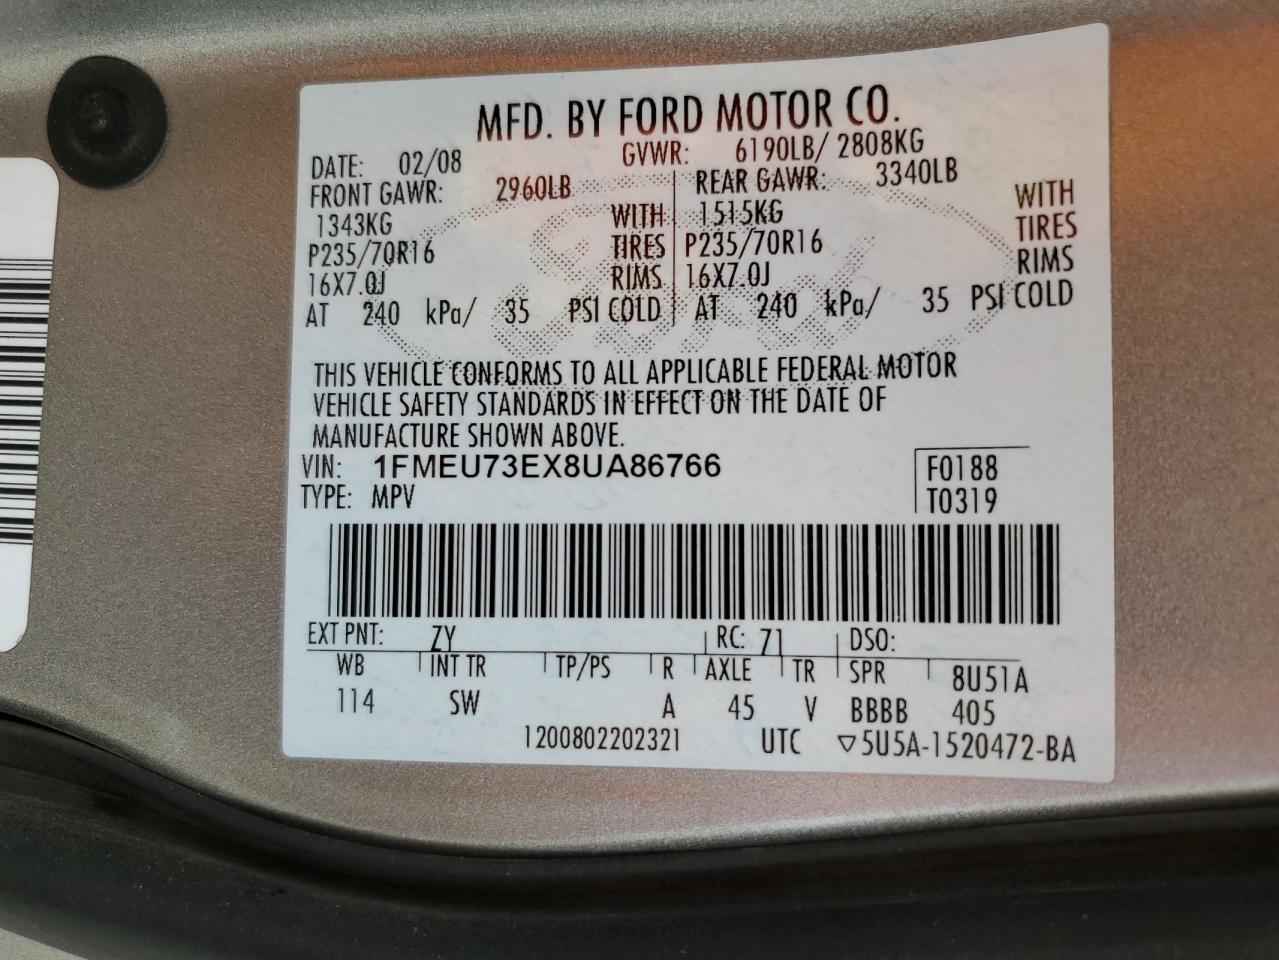 MFD. BY FORD MOTOR CO.
DATE: 02/08 GVWR: 6190LB/ 2808KG
FRONT GAWR: 2960LB REAR GAWR: 3340LB
1343KG WITH 1515KG WITH
P235/70R16 TIRES P235/70R16 TIRES
16X7.0J RIMS 16X7.0J RIMS
AT 240 kPa/ 35 PSI COLD AT 240 kPa/ 35 PSI COLD
THIS VEHICLE CONFORMS TO ALL APPLICABLE FEDERAL MOTOR
VEHICLE SAFETY STANDARDS IN EFFECT ON THE DATE OF
MANUFACTURE SHOWN ABOVE.
VIN: 1FMEU73EX8UA86766 F0188
TYPE: MPV T0319
EXT PNT: ZY RC: 71 DSO:
WB INT TR TP/PS R AXLE TR SPR 8U51A
114 SW A 45 V BBBB 405
1200802202321 UTC ▽5U5A-1520472-BA